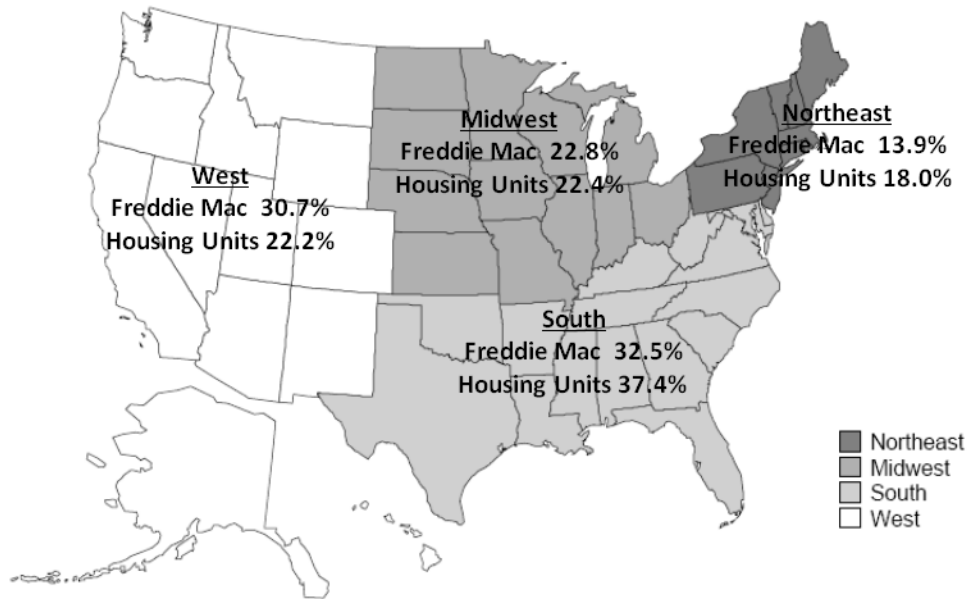 Midwest
Freddie Mac 22.8%
Housing Units 22.4%
Northeast
Freddie Mac 13.9%
Housing Units 18.0%
West
Freddie Mac 30.7%
Housing Units 22.2%
South
Freddie Mac 32.5%
Housing Units 37.4%
Northeast
Midwest
South
West